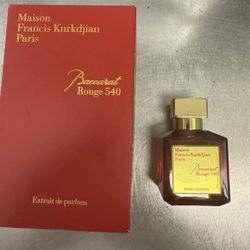 Maison
Francis Kurkdjian
Paris
Baccarat
Rouge 540
Extrait de parfum
Maison
Francis Kurkdjian
Paris
Baccarat
Rouge 540
Extrait de parfum